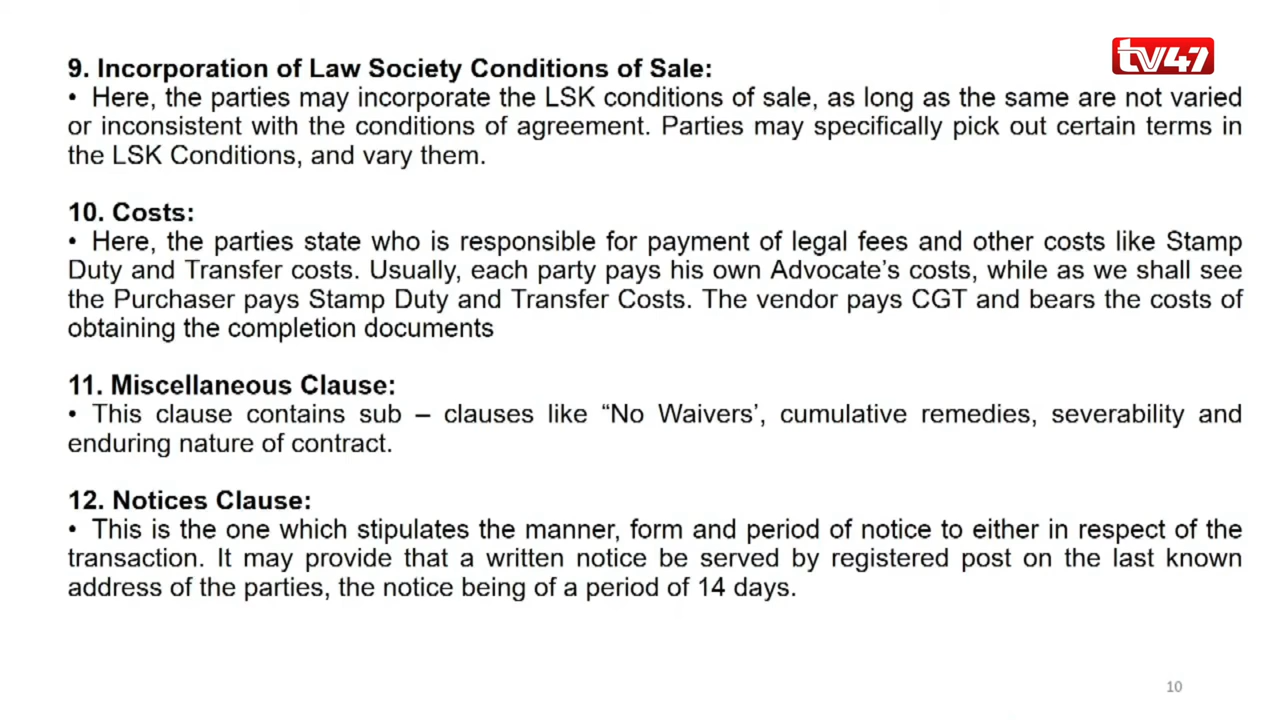 tv47
9. Incorporation of Law Society Conditions of Sale:
• Here, the parties may incorporate the LSK conditions of sale, as long as the same are not varied
or inconsistent with the conditions of agreement. Parties may specifically pick out certain terms in
the LSK Conditions, and vary them.
10. Costs:
• Here, the parties state who is responsible for payment of legal fees and other costs like Stamp
Duty and Transfer costs. Usually, each party pays his own Advocate's costs, while as we shall see
the Purchaser pays Stamp Duty and Transfer Costs. The vendor pays CGT and bears the costs of
obtaining the completion documents
11. Miscellaneous Clause:
• This clause contains sub – clauses like “No Waivers’, cumulative remedies, severability and
enduring nature of contract.
12. Notices Clause:
• This is the one which stipulates the manner, form and period of notice to either in respect of the
transaction. It may provide that a written notice be served by registered post on the last known
address of the parties, the notice being of a period of 14 days.
10